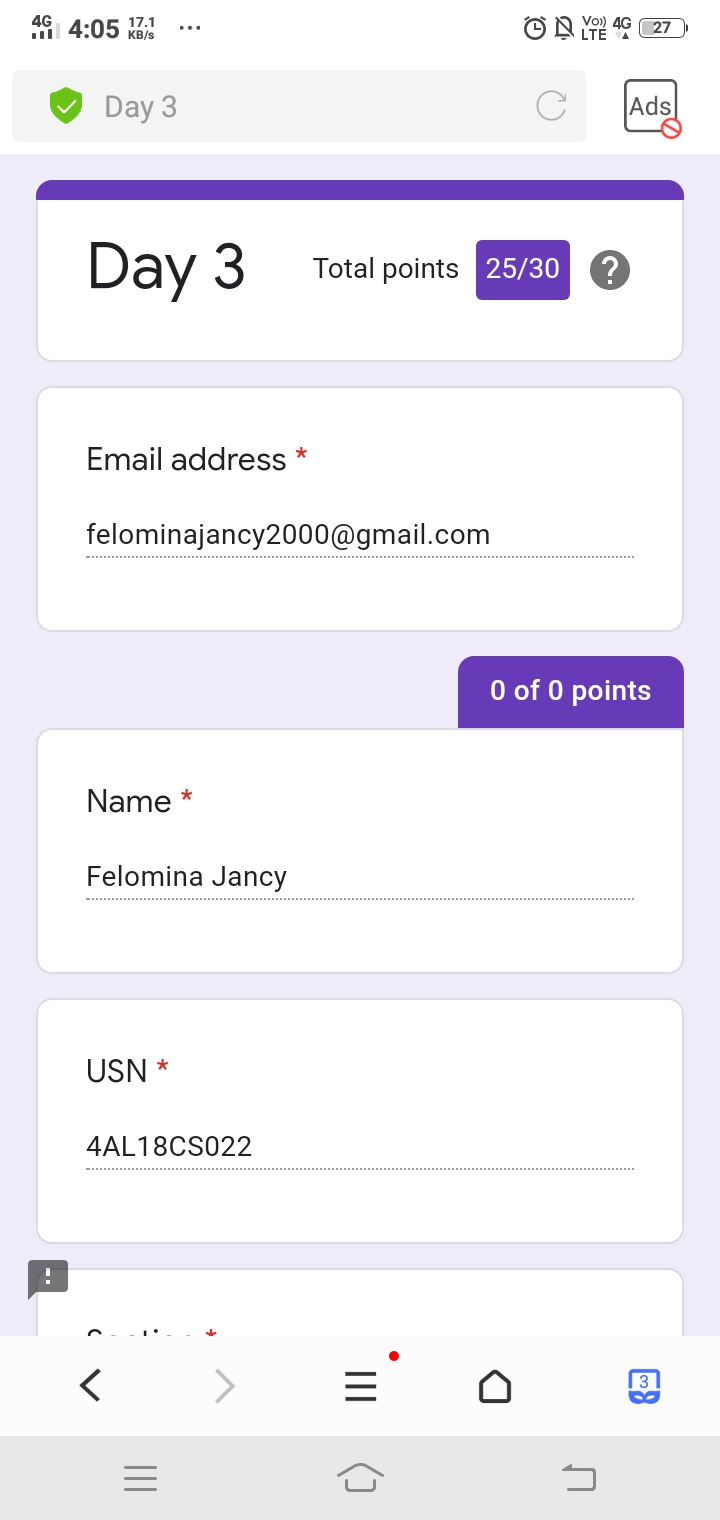 4G 4:05 17.1 KB/s ...
Vo)) LTE 4G 27
Day 3
Ads
Day 3 Total points 25/30 ?
Email address *
felominajancy2000@gmail.com
0 of 0 points
Name *
Felomina Jancy
USN *
4AL18CS022
!
3